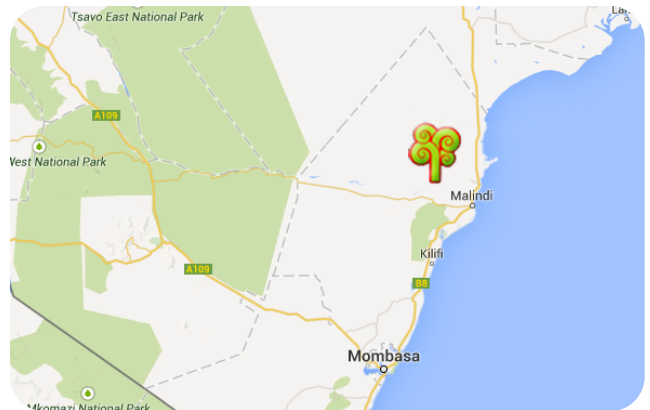 Tsavo East National Park
A109
West National Park
Malindi
Kilifi
A109
B8
Mombasa
Mkomazi National Park